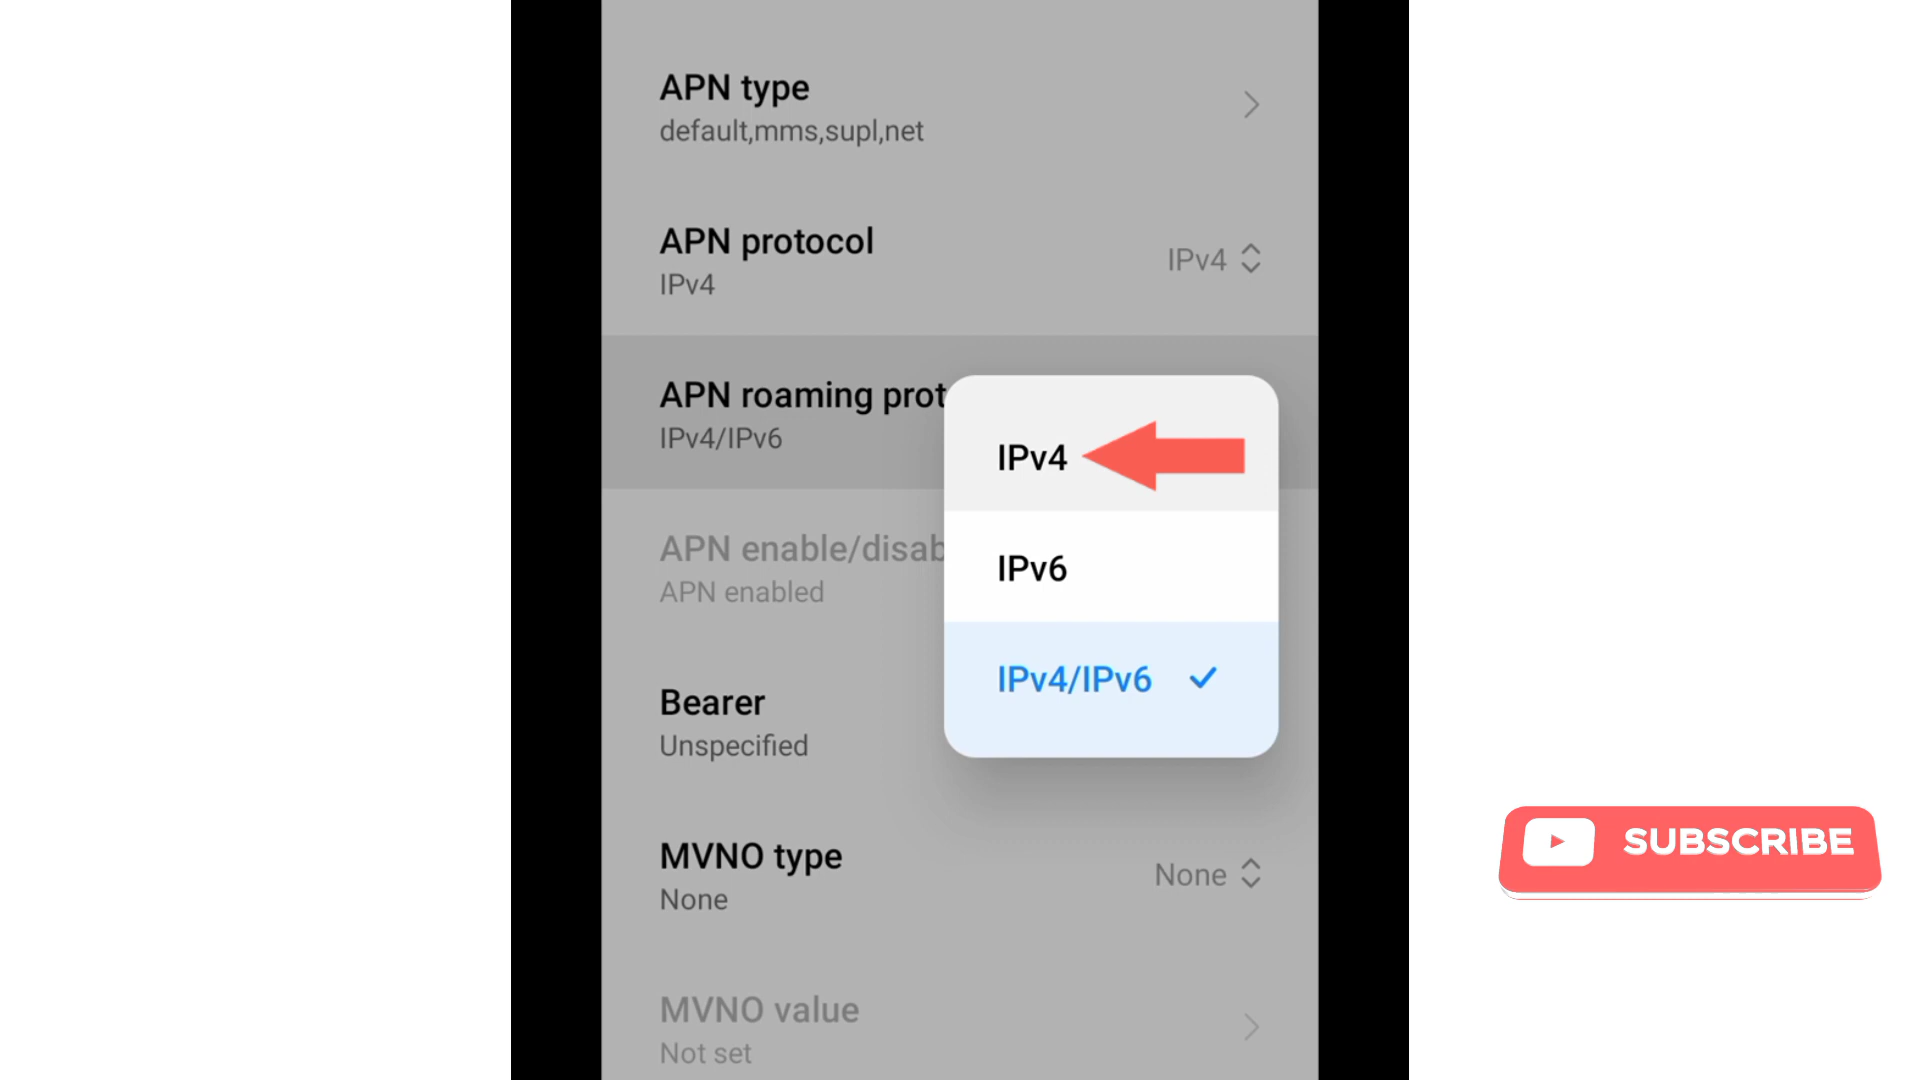 APN type
default,mms,supl,net
APN protocol
IPv4
IPv4
APN roaming prot
IPv4/IPv6
IPv4
IPv6
IPv4/IPv6
APN enable/disab
APN enabled
Bearer
Unspecified
MVNO type
None
None
MVNO value
Not set
SUBSCRIBE